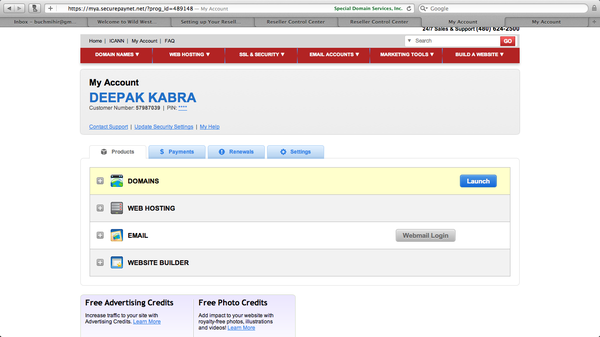 https://mya.securepaynet.net/?prog_id=489148 — My Account
Special Domain Services, Inc.
Google
Welcome to Wild West...
Setting up Your Resell...
Reseller Control Center
Reseller Control Center
My Account
My Account
24/7 Sales & Support (480) 624-2500
Home | ICANN | My Account | FAQ
Search
GO
DOMAIN NAMES
WEB HOSTING
SSL & SECURITY
EMAIL ACCOUNTS
MARKETING TOOLS
BUILD A WEBSITE
My Account
DEEPAK KABRA
Customer Number: 57987039 | PIN: ****
Contact Support | Update Security Settings | My Help
Products
Payments
Renewals
Settings
DOMAINS
Launch
WEB HOSTING
EMAIL
Webmail Login
WEBSITE BUILDER
Free Advertising Credits
Increase traffic to your site with
Advertising Credits. Learn More
Free Photo Credits
Add impact to your website with
royalty-free photos, illustrations
and videos! Learn More